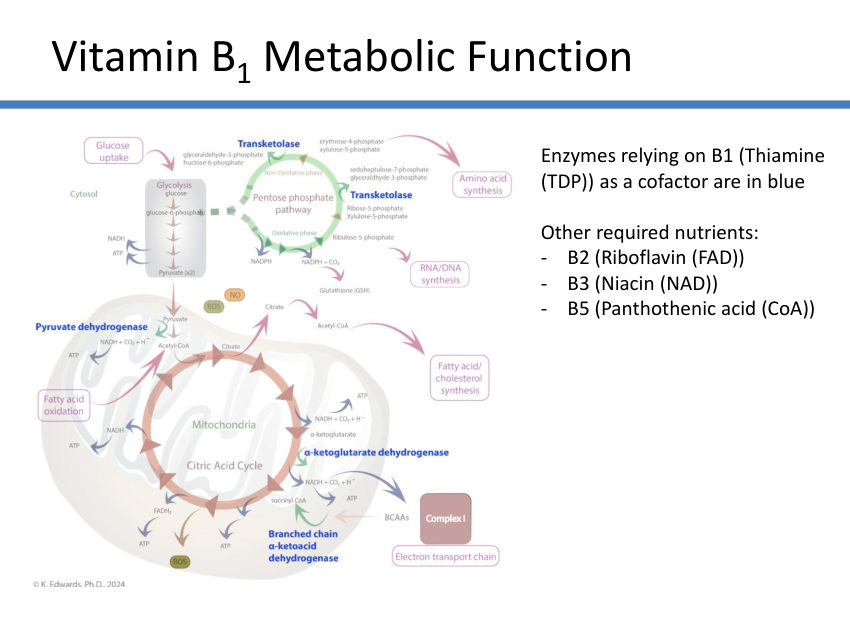 Vitamin B1 Metabolic Function
Enzymes relying on B1 (Thiamine
(TDP)) as a cofactor are in blue
Other required nutrients:
- B2 (Riboflavin (FAD))
- B3 (Niacin (NAD))
- B5 (Panthothenic acid (CoA))
Glucose
uptake
Cytosol
Glycolysis
glucose
glucose-6-phosphate
NADH
ATP
Pyruvate (x2)
Transketolase
glyceraldehyde-3-phosphate
fructose-6-phosphate
erythrose-4-phosphate
xylulose-5-phosphate
Non-Oxidative phase
Pentose phosphate
pathway
Oxidative phase
sedoheptulose-7-phosphate
glyceraldhyde-3-phosphate
Transketolase
Ribose-5-phosphate
Xylulose-5-phosphate
Ribulose-5-phosphate
NADPH
NADPH + CO2
Glutathione (GSH)
Amino acid
synthesis
RNA/DNA
synthesis
ROS
NO
Citrate
Acetyl-CoA
Fatty acid/
cholesterol
synthesis
Pyruvate
Pyruvate dehydrogenase
NADH + CO2 + H+
ATP
Acetyl-CoA
Citrate
Fatty acid
oxidation
Mitochondria
Citric Acid Cycle
NADH
ATP
ATP
NADH + CO2 + H+
α-ketoglutarate
α-ketoglutarate dehydrogenase
NADH + CO2 + H+
ATP
succinyl CoA
FADH2
ATP
ROS
ATP
Branched chain
α-ketoacid
dehydrogenase
BCAAs
Complex I
Electron transport chain
© K. Edwards, Ph.D., 2024